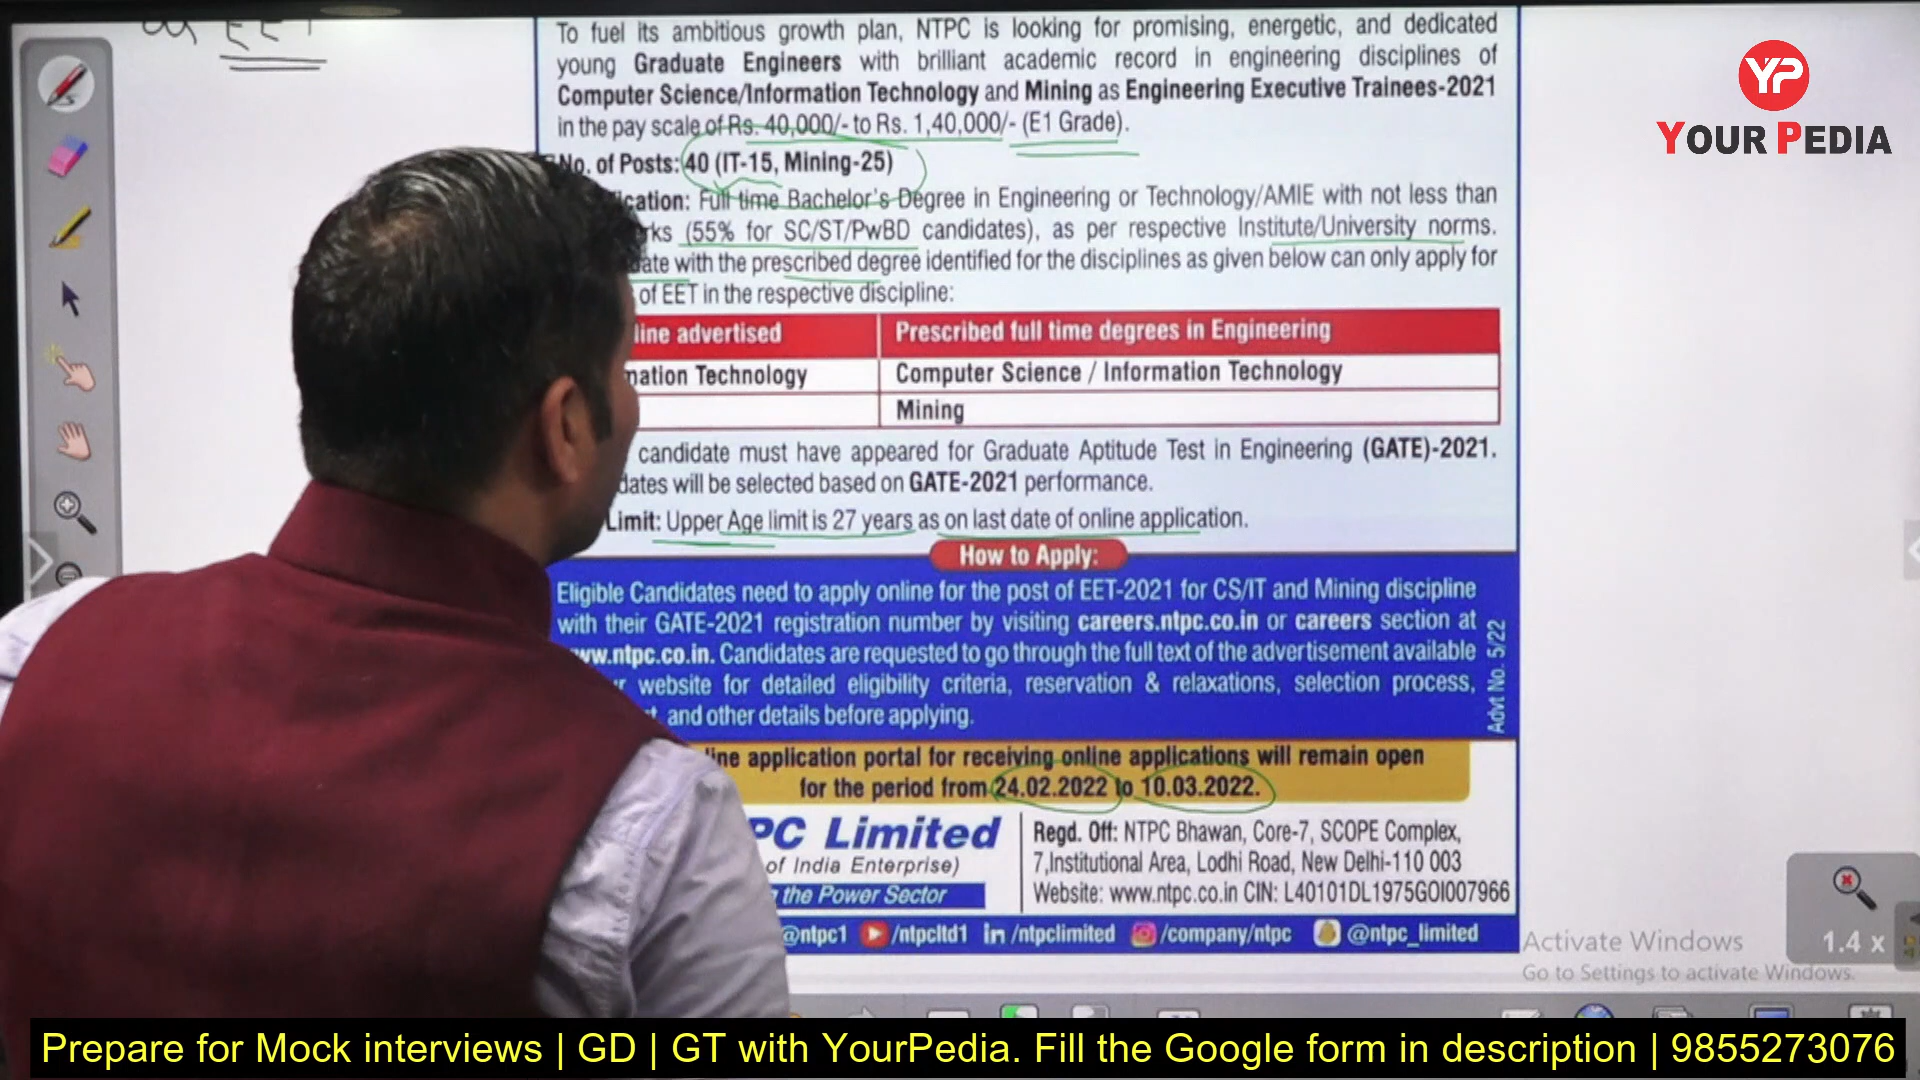 EET
To fuel its ambitious growth plan, NTPC is looking for promising, energetic, and dedicated
young Graduate Engineers with brilliant academic record in engineering disciplines of
Computer Science/Information Technology and Mining as Engineering Executive Trainees-2021
in the pay scale of Rs. 40,000/- to Rs. 1,40,000/- (E1 Grade).
No. of Posts: 40 (IT-15, Mining-25)
ication: Full time Bachelor's Degree in Engineering or Technology/AMIE with not less than
rks (55% for SC/ST/PwBD candidates), as per respective Institute/University norms.
ate with the prescribed degree identified for the disciplines as given below can only apply for
of EET in the respective discipline:
line advertised
Prescribed full time degrees in Engineering
mation Technology
Computer Science / Information Technology
Mining
candidate must have appeared for Graduate Aptitude Test in Engineering (GATE)-2021.
dates will be selected based on GATE-2021 performance.
Limit: Upper Age limit is 27 years as on last date of online application.
How to Apply:
Eligible Candidates need to apply online for the post of EET-2021 for CS/IT and Mining discipline
with their GATE-2021 registration number by visiting careers.ntpc.co.in or careers section at
ww.ntpc.co.in. Candidates are requested to go through the full text of the advertisement available
r website for detailed eligibility criteria, reservation & relaxations, selection process,
t, and other details before applying.
Advt No. 5/22
line application portal for receiving online applications will remain open
for the period from 24.02.2022 to 10.03.2022.
PC Limited
of India Enterprise)
the Power Sector
Regd. Off: NTPC Bhawan, Core-7, SCOPE Complex,
7,Institutional Area, Lodhi Road, New Delhi-110 003
Website: www.ntpc.co.in CIN: L40101DL1975GOI007966
@ntpc1 /ntpcltd1 in /ntpclimited /company/ntpc @ntpc_limited
YP
YOUR PEDIA
Activate Windows
Go to Settings to activate Windows.
1.4 x
Prepare for Mock interviews | GD | GT with YourPedia. Fill the Google form in description | 9855273076